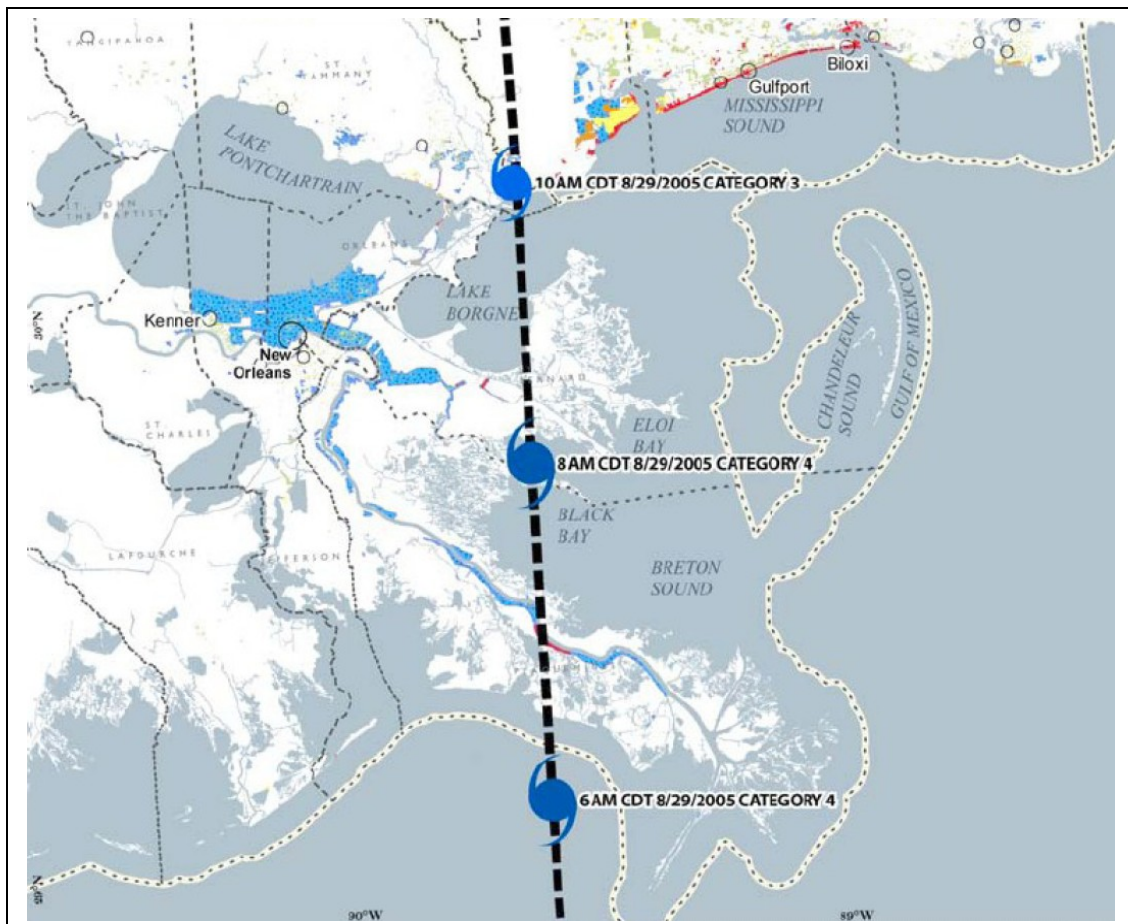 TANGIPAHOA
ST.
TAMMANY
Biloxi
Gulfport
MISSISSIPPI
SOUND
LAKE
PONTCHARTRAIN
10 AM CDT 8/29/2005 CATEGORY 3
ST. JOHN
THE BAPTIST
ORLEANS
LAKE
BORGNE
CHANDELEUR
SOUND
GULF OF MEXICO
30°N
Kenner
New
Orleans
ST.
CHARLES
ELOI
BAY
8 AM CDT 8/29/2005 CATEGORY 4
BLACK
BAY
BRETON
SOUND
LAFOURCHE
6 AM CDT 8/29/2005 CATEGORY 4
29°N
90°W
89°W